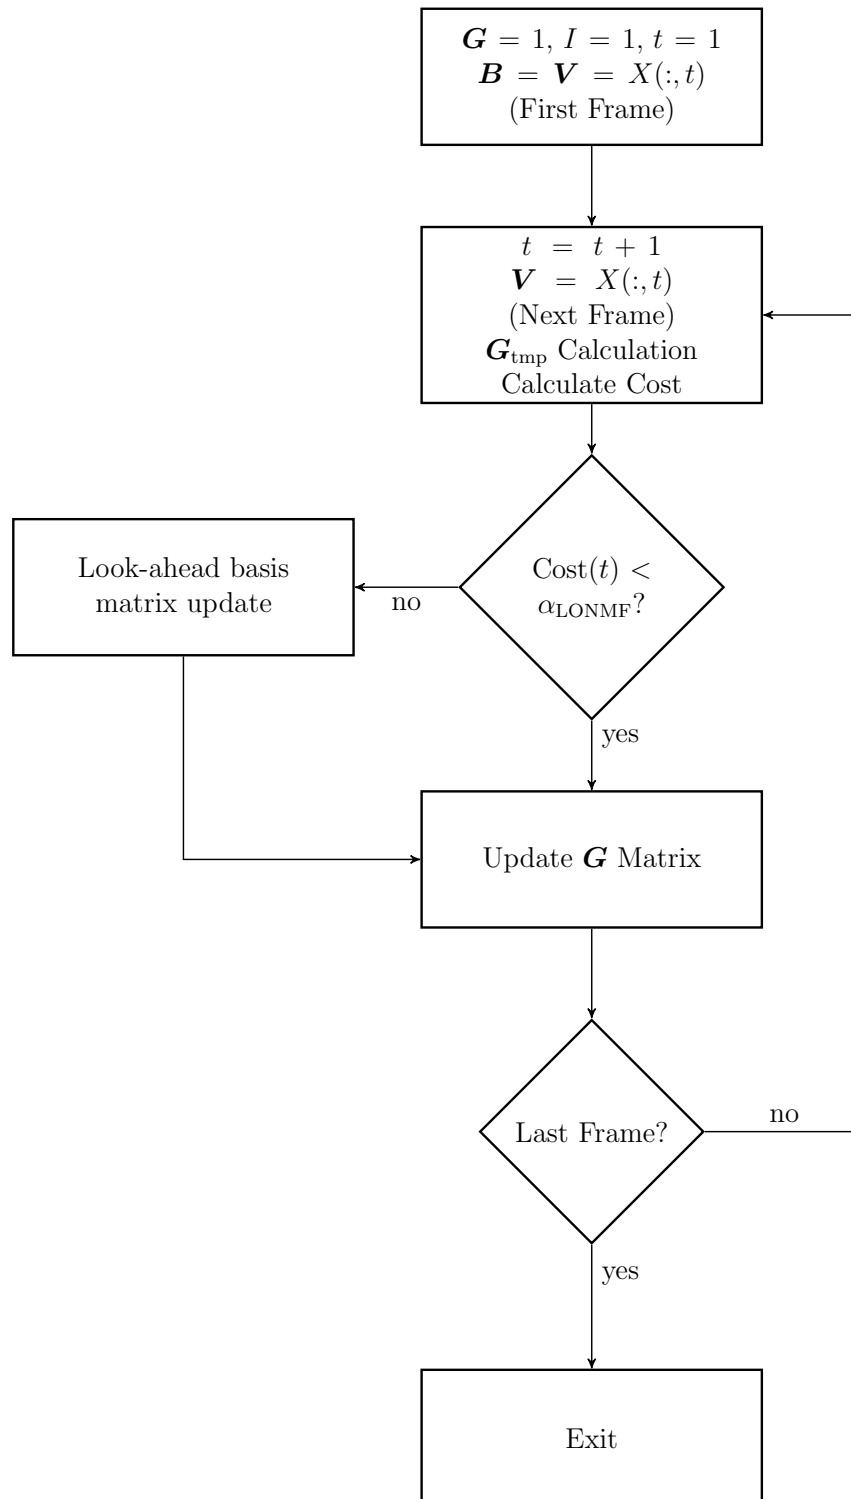 G = 1, I = 1, t = 1
B = V = X(:, t)
(First Frame)
t = t + 1
V = X(:, t)
(Next Frame)
G_tmp Calculation
Calculate Cost
Cost(t) <
α_LONMF?
Look-ahead basis
matrix update
no
yes
Update G Matrix
Last Frame?
no
yes
Exit